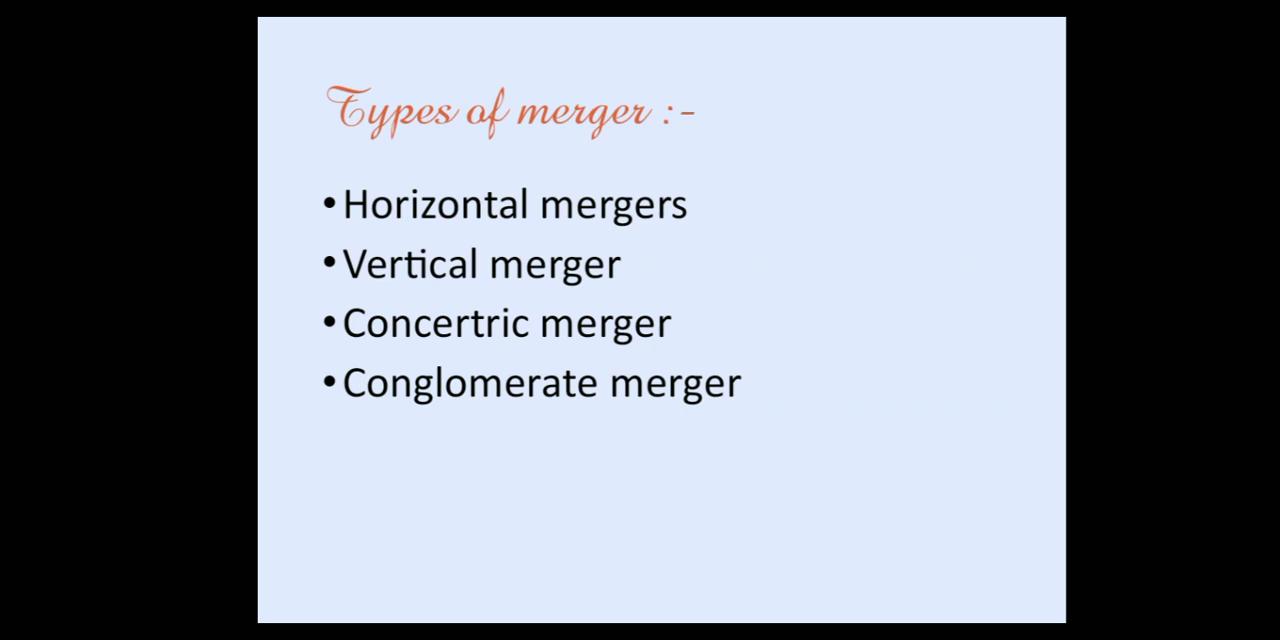 Types of merger :-
• Horizontal mergers
• Vertical merger
• Concertric merger
• Conglomerate merger